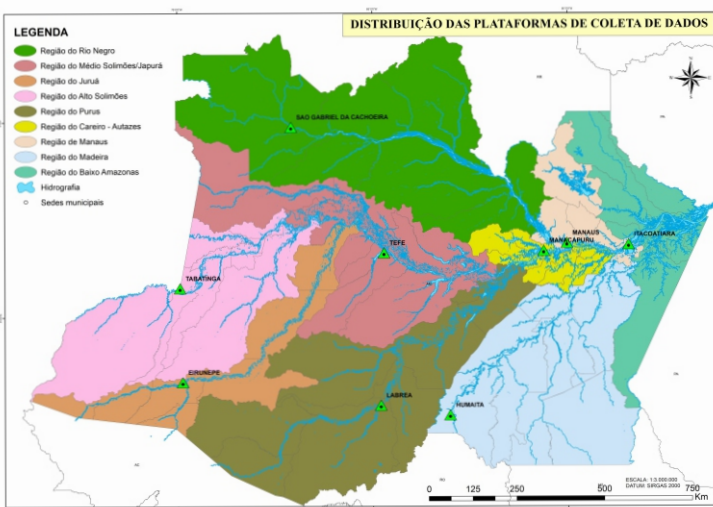 DISTRIBUIÇÃO DAS PLATAFORMAS DE COLETA DE DADOS
LEGENDA
Região do Rio Negro
Região do Médio Solimões/Japurá
Região do Juruá
Região do Alto Solimões
Região do Purus
Região do Careiro - Autazes
Região de Manaus
Região do Madeira
Região do Baixo Amazonas
Hidrografia
Sedes municipais
SAO GABRIEL DA CACHOEIRA
MANAUS
ITACOATIARA
MANACAPURU
TEFE
TABATINGA
EIRUNEPE
LABREA
HUMAITA
AC
ESCALA: 1:5.000.000
DATUM: SIRGAS 2000
0 125 250 500 750
Km